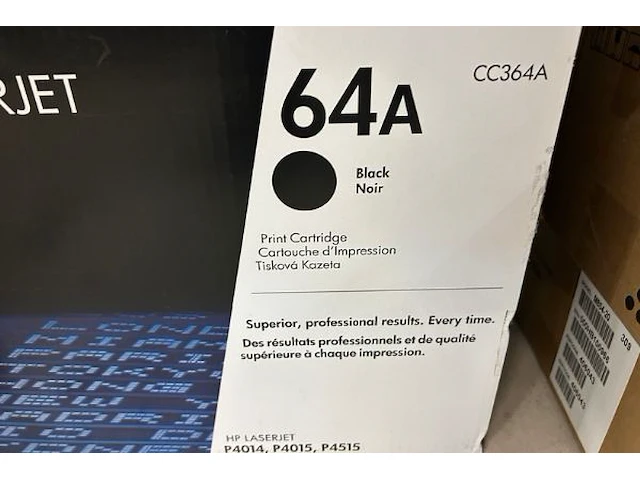 RJET
64A
CC364A
Black
Noir
Print Cartridge
Cartouche d'Impression
Tisková Kazeta
Superior, professional results. Every time.
Des résultats professionnels et de qualité
supérieure à chaque impression.
HP LASERJET
P4014, P4015, P4515
309